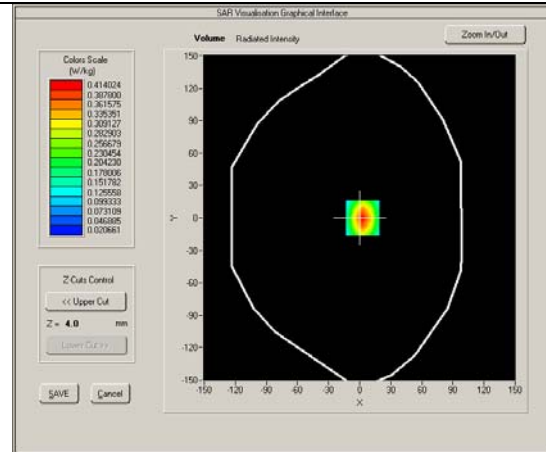 SAR Visualisation Graphical Interface
Volume Radiated Intensity
Zoom In/Out
Colors Scale
(W/kg)
0.414024
0.387800
0.361575
0.335351
0.309127
0.282903
0.256679
0.230454
0.204230
0.178006
0.151782
0.125558
0.099333
0.073109
0.046885
0.020661
Z Cuts Control
<< Upper Cut
Z = 4.0 mm
Lower Cut >>
SAVE Cancel
150-
120-
90-
60-
30-
0-
-30-
-60-
-90-
-120-
-150-
Y
-150 -120 -90 -60 -30 0 30 60 90 120 150
X